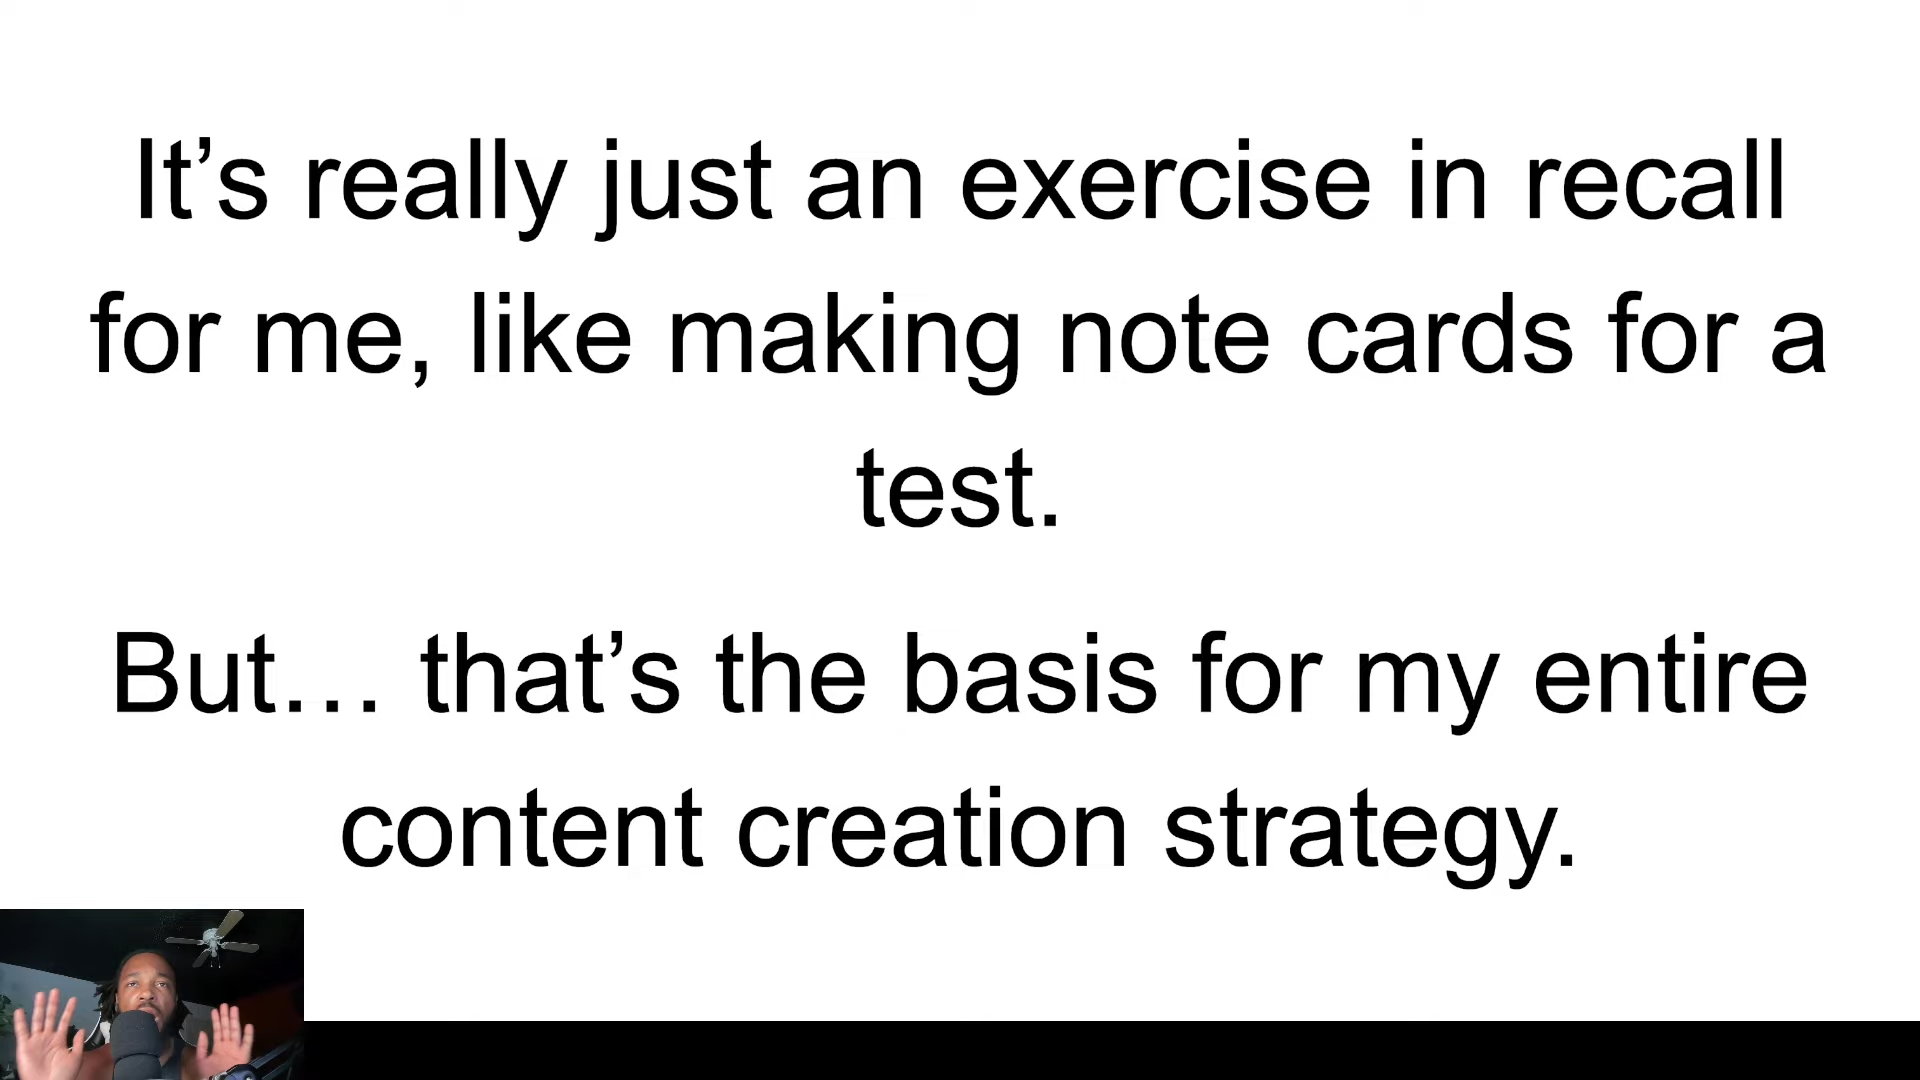 It’s really just an exercise in recall
for me, like making note cards for a
test.
But… that’s the basis for my entire
content creation strategy.